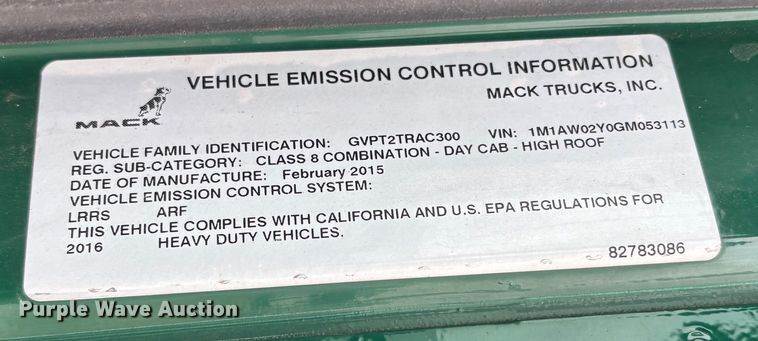 VEHICLE EMISSION CONTROL INFORMATION
MACK TRUCKS, INC.
MACK
VEHICLE FAMILY IDENTIFICATION: GVPT2TRAC300 VIN: 1M1AW02Y0GM053113
REG. SUB-CATEGORY: CLASS 8 COMBINATION - DAY CAB - HIGH ROOF
DATE OF MANUFACTURE: February 2015
VEHICLE EMISSION CONTROL SYSTEM:
LRRS ARF
THIS VEHICLE COMPLIES WITH CALIFORNIA AND U.S. EPA REGULATIONS FOR
2016 HEAVY DUTY VEHICLES.
82783086
Purple Wave Auction